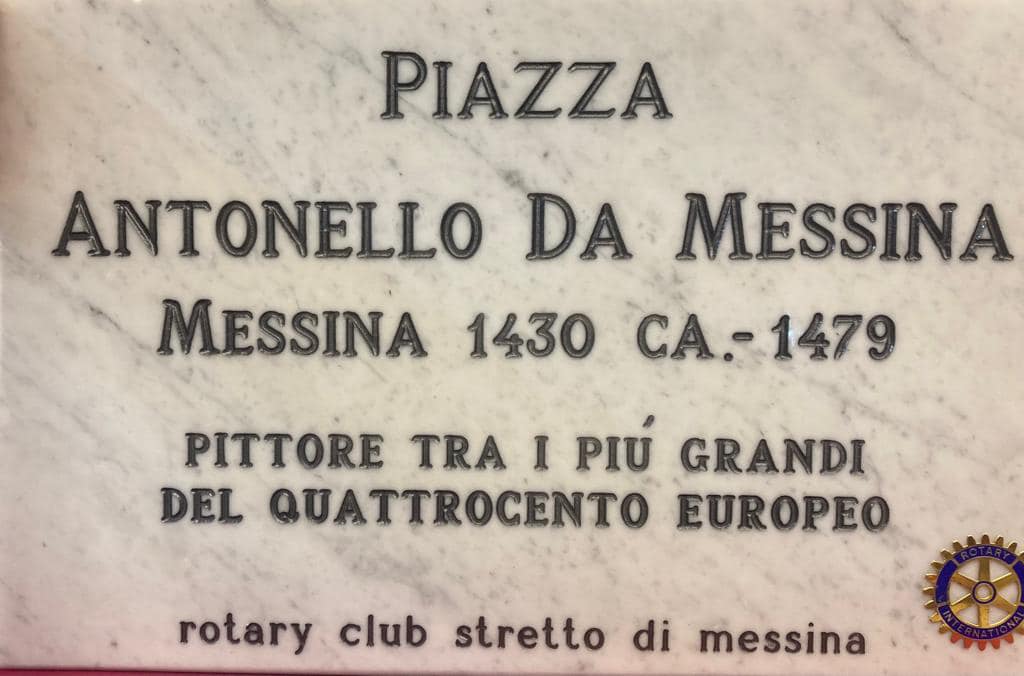 PIAZZA
ANTONELLO DA MESSINA
MESSINA 1430 CA.-1479
PITTORE TRA I PIÚ GRANDI
DEL QUATTROCENTO EUROPEO
rotary club stretto di messina
ROTARY
INTERNATIONAL